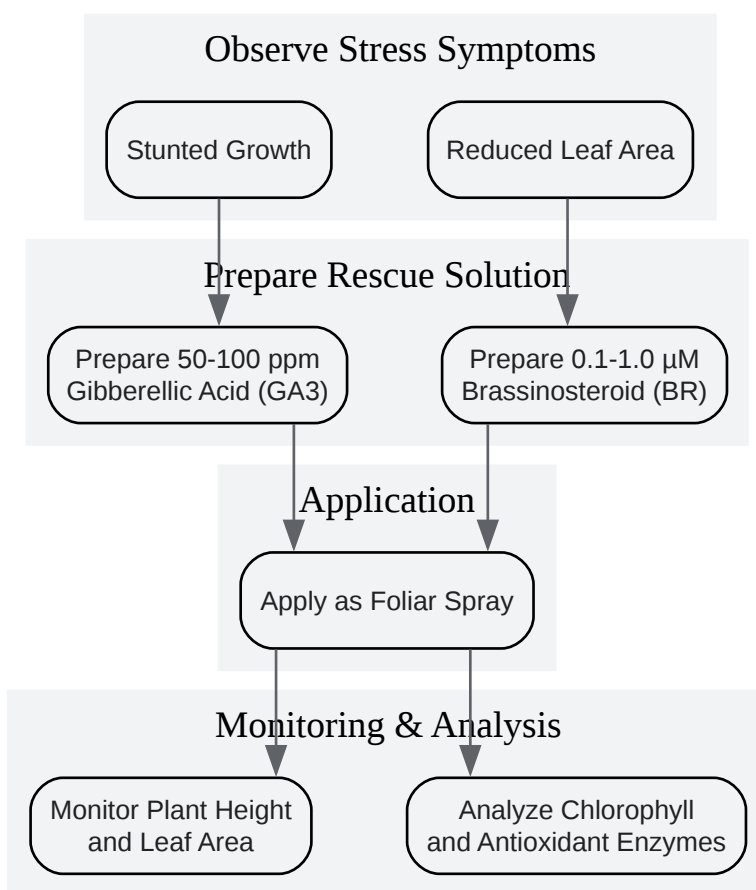 Observe Stress Symptoms
Stunted Growth
Reduced Leaf Area
Prepare Rescue Solution
Prepare 50-100 ppm
Gibberellic Acid (GA3)
Prepare 0.1-1.0 µM
Brassinosteroid (BR)
Application
Apply as Foliar Spray
Monitoring & Analysis
Monitor Plant Height
and Leaf Area
Analyze Chlorophyll
and Antioxidant Enzymes